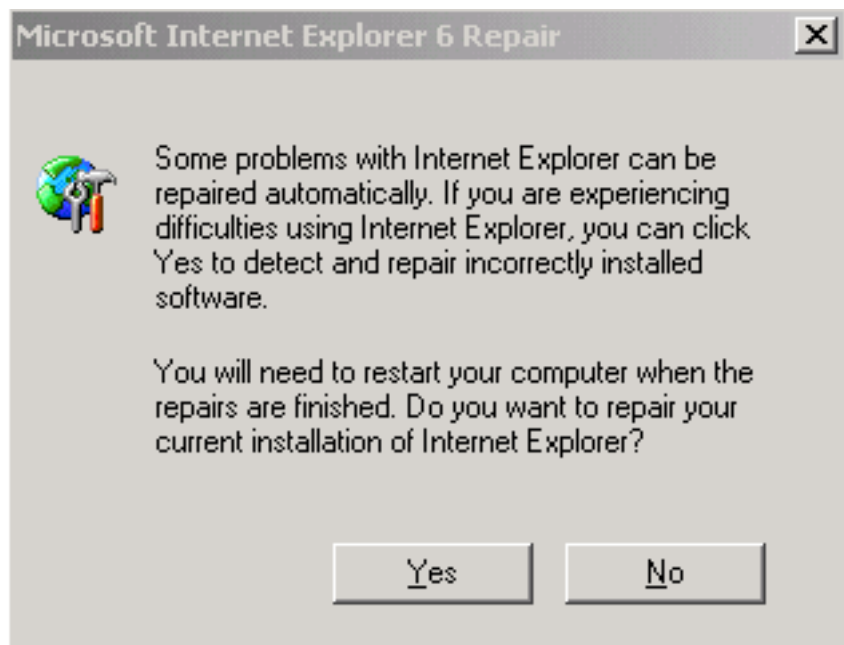 Microsoft Internet Explorer 6 Repair
Some problems with Internet Explorer can be
repaired automatically. If you are experiencing
difficulties using Internet Explorer, you can click
Yes to detect and repair incorrectly installed
software.
You will need to restart your computer when the
repairs are finished. Do you want to repair your
current installation of Internet Explorer?
Yes
No